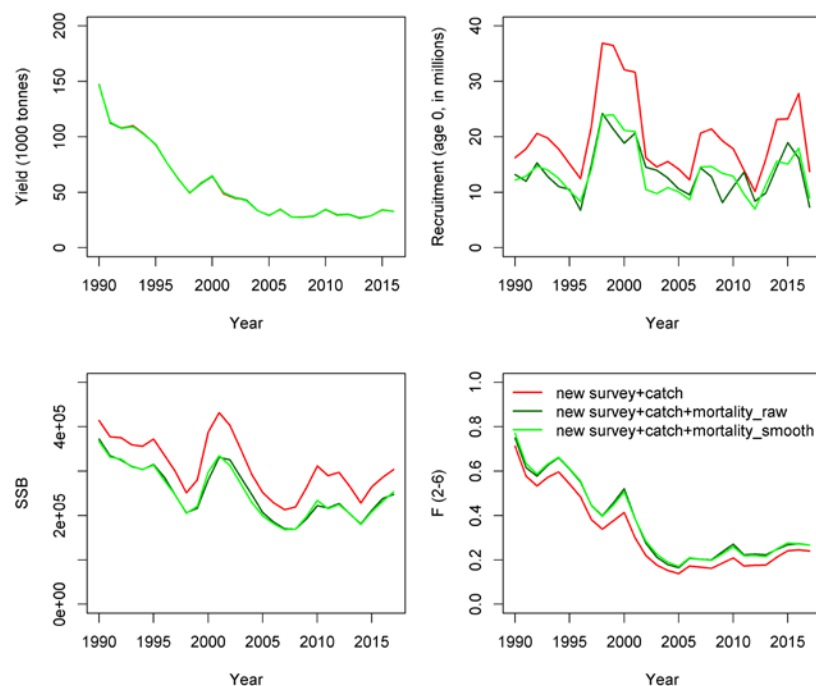 Yield (1000 tonnes)
200
150
100
50
0
1990 1995 2000 2005 2010 2015
Year
Recruitment (age 0, in millions)
40
30
20
10
0
1990 1995 2000 2005 2010 2015
Year
SSB
4e+05
2e+05
0e+00
1990 1995 2000 2005 2010 2015
Year
F (2-6)
1.0
0.8
0.6
0.4
0.2
0.0
new survey+catch
new survey+catch+mortality_raw
new survey+catch+mortality_smooth
1990 1995 2000 2005 2010 2015
Year